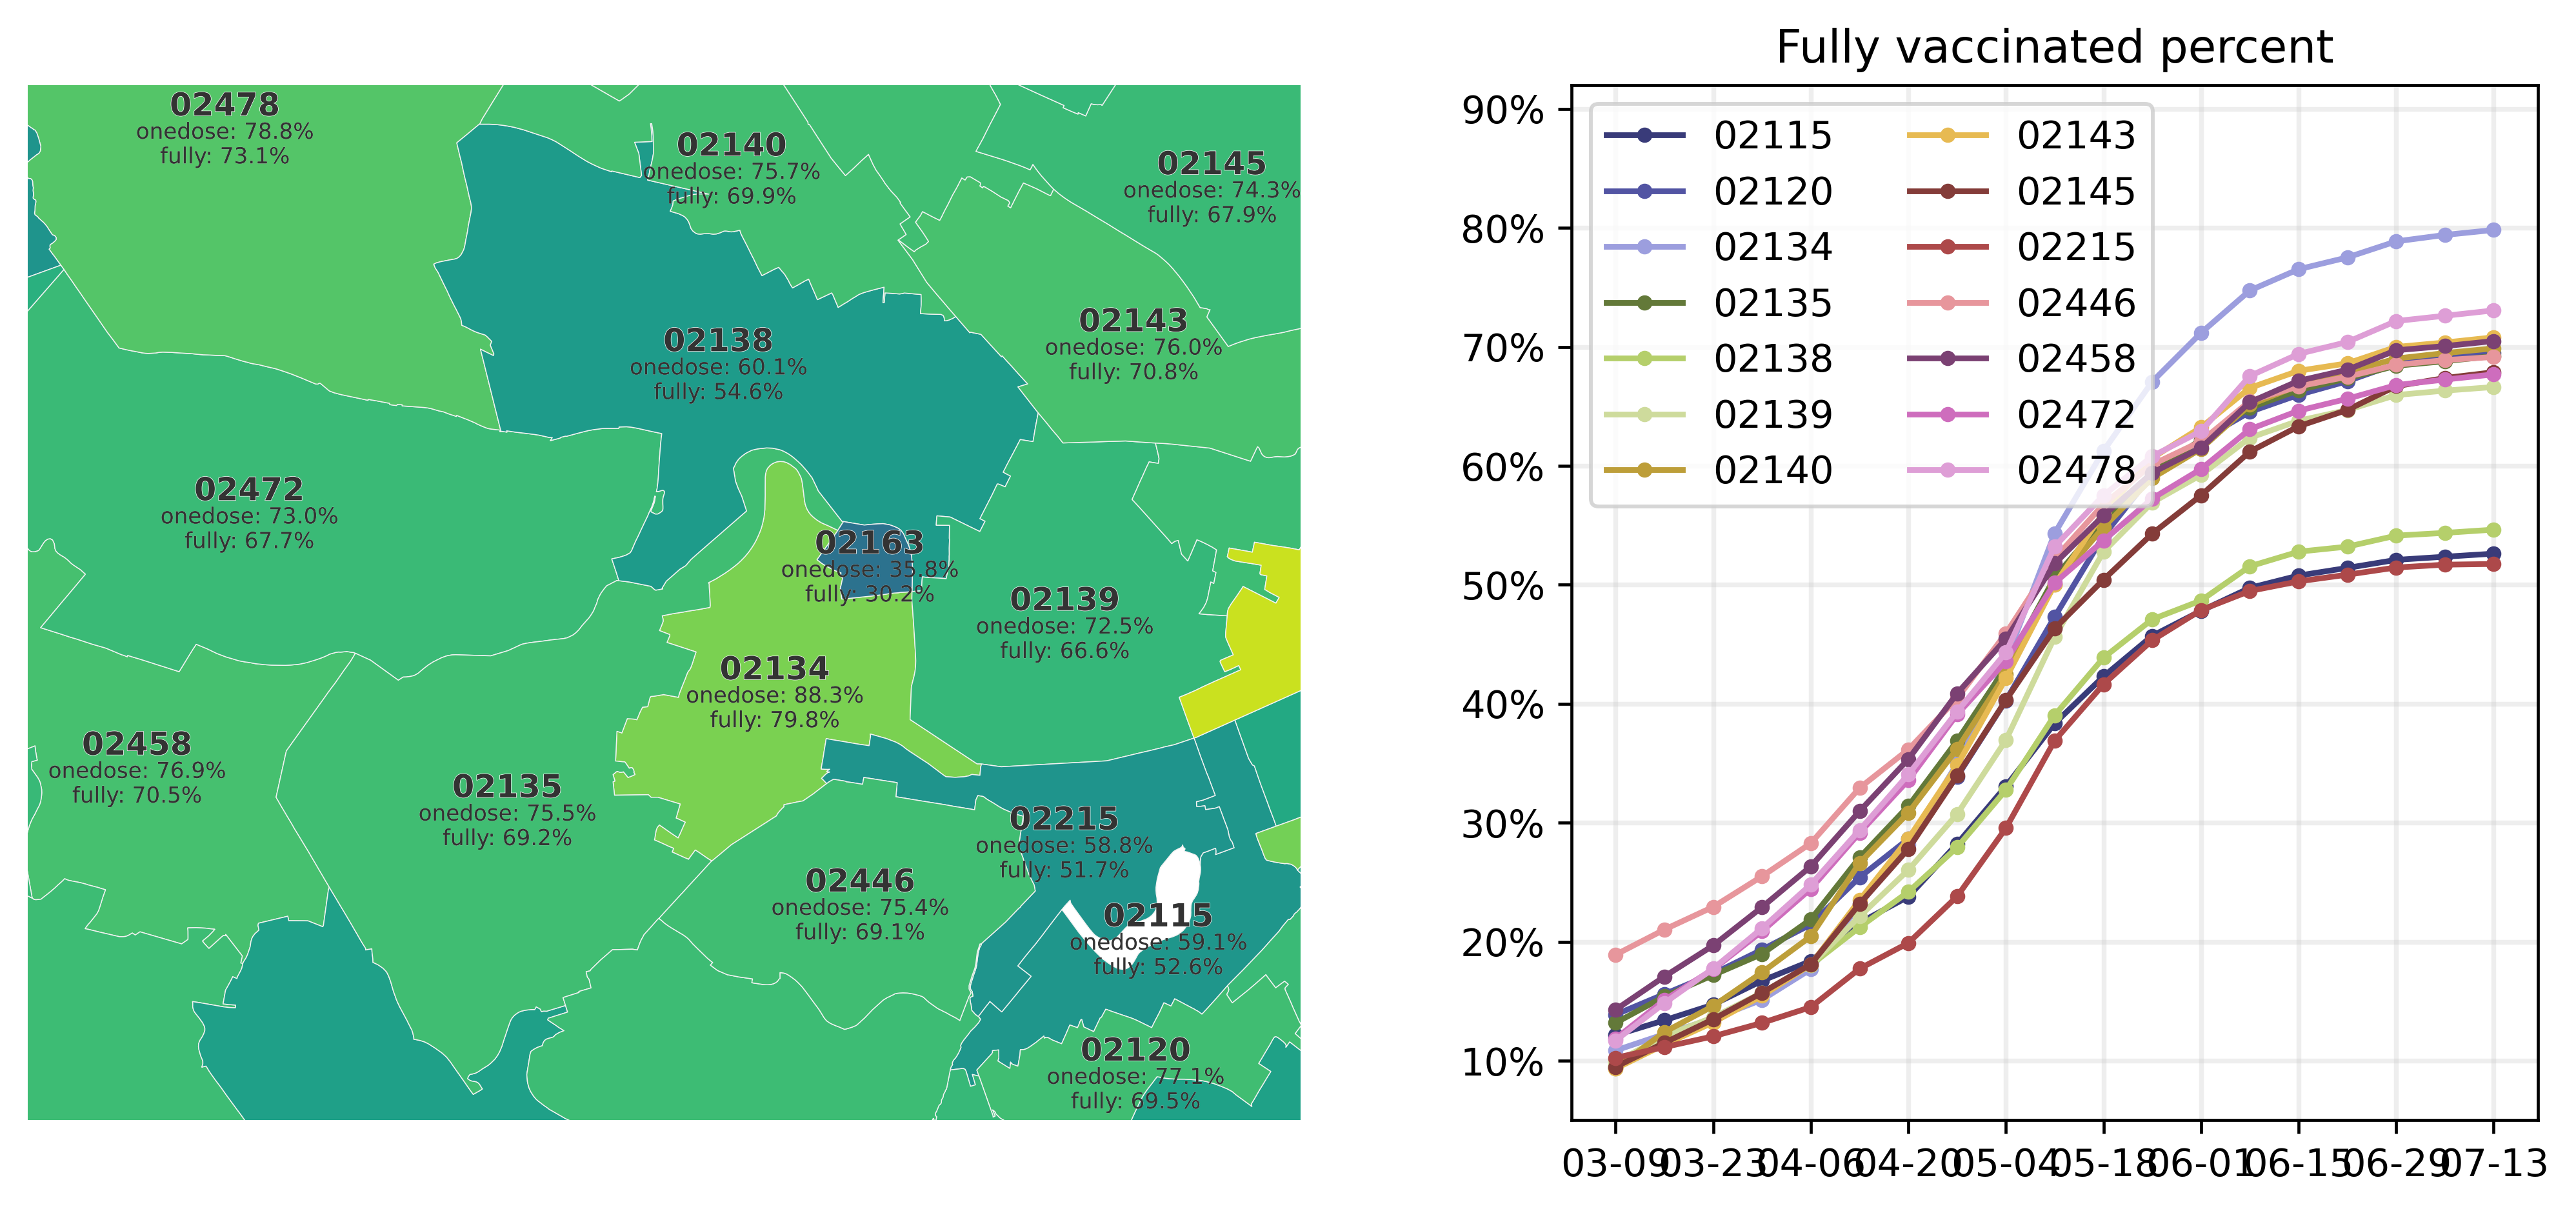 02478
onedose: 78.8%
fully: 73.1%
02140
onedose: 75.7%
fully: 69.9%
02145
onedose: 74.3%
fully: 67.9%
02138
onedose: 60.1%
fully: 54.6%
02143
onedose: 76.0%
fully: 70.8%
02472
onedose: 73.0%
fully: 67.7%
02163
onedose: 35.8%
fully: 30.2%
02139
onedose: 72.5%
fully: 66.6%
02134
onedose: 88.3%
fully: 79.8%
02458
onedose: 76.9%
fully: 70.5%
02135
onedose: 75.5%
fully: 69.2%
02215
onedose: 58.8%
fully: 51.7%
02446
onedose: 75.4%
fully: 69.1%
02115
onedose: 59.1%
fully: 52.6%
02120
onedose: 77.1%
fully: 69.5%
Fully vaccinated percent
90%
80%
70%
60%
50%
40%
30%
20%
10%
02115
02120
02134
02135
02138
02139
02140
02143
02145
02215
02446
02458
02472
02478
03-09 03-23 04-06 04-20 05-04 05-18 06-01 06-15 06-29 07-13